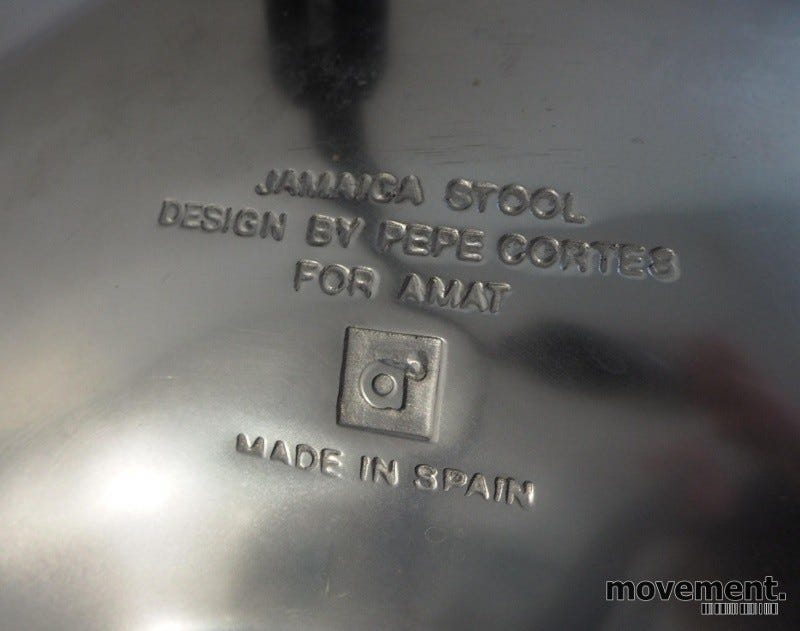 JAMAICA STOOL
DESIGN BY PEPE CORTES
FOR AMAT
a
MADE IN SPAIN
movement.